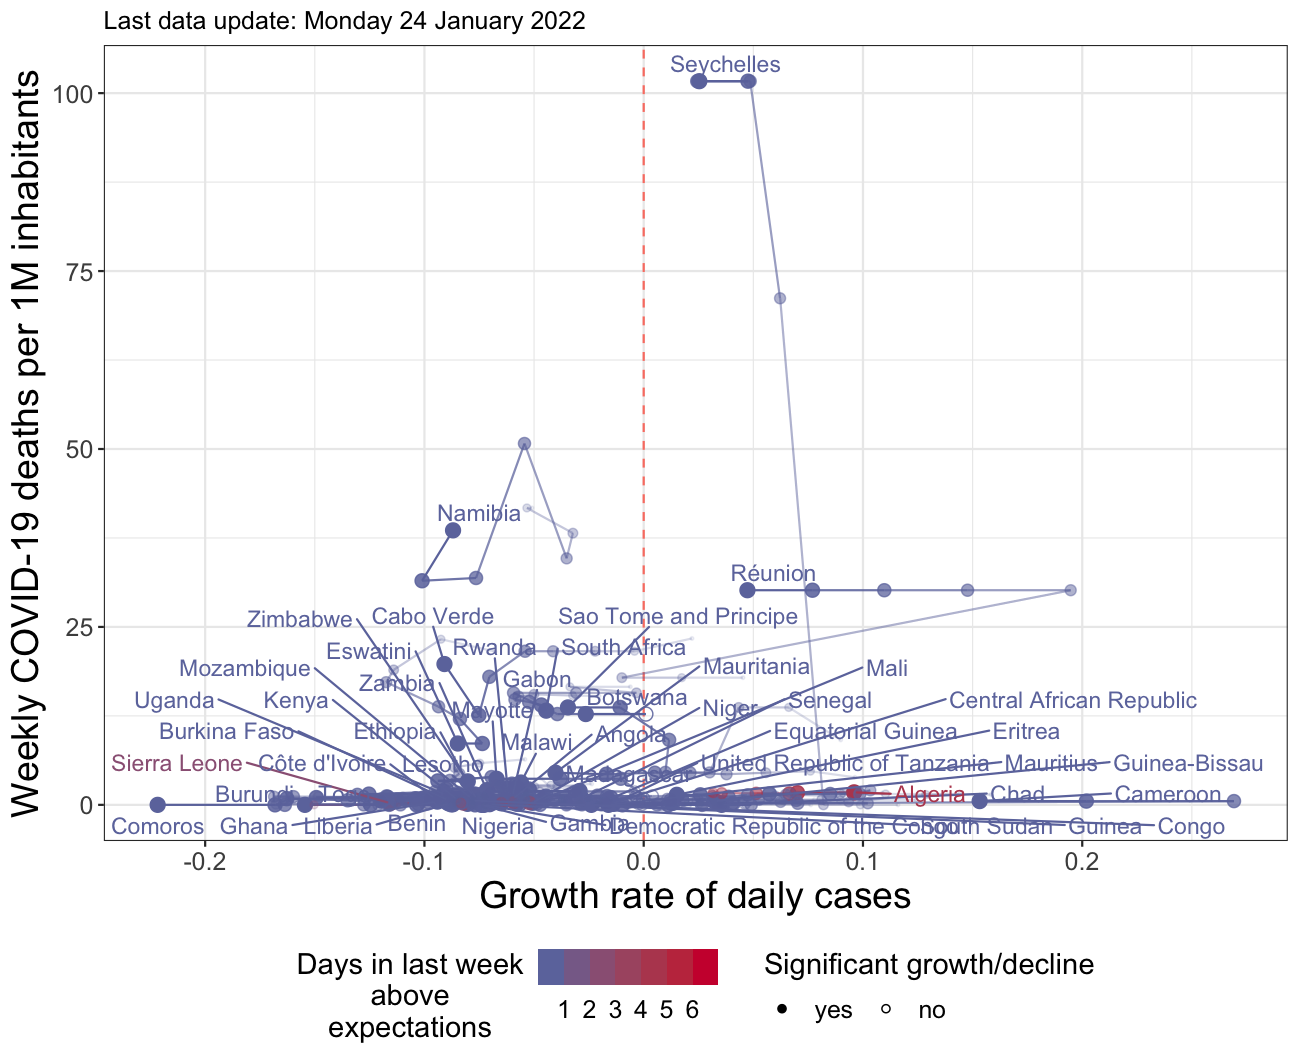 Last data update: Monday 24 January 2022
Weekly COVID-19 deaths per 1M inhabitants
100
75
50
25
0
Seychelles
Namibia
Réunion
Zimbabwe
Cabo Verde
Sao Tome and Principe
Eswatini
Rwanda
South Africa
Mozambique
Zambia
Gabon
Mauritania
Mali
Uganda
Kenya
Mayotte
Botswana
Niger
Senegal
Central African Republic
Burkina Faso
Ethiopia
Malawi
Angola
Equatorial Guinea
Eritrea
Sierra Leone
Côte d'Ivoire
Lesotho
Madagascar
United Republic of Tanzania
Mauritius
Guinea-Bissau
Burundi
Algeria
Chad
Cameroon
Comoros
Ghana
Liberia
Benin
Nigeria
Gambia
Democratic Republic of the Congo
South Sudan
Guinea
Congo
-0.2
-0.1
0.0
0.1
0.2
Growth rate of daily cases
Days in last week
above
expectations
1 2 3 4 5 6
Significant growth/decline
yes
no